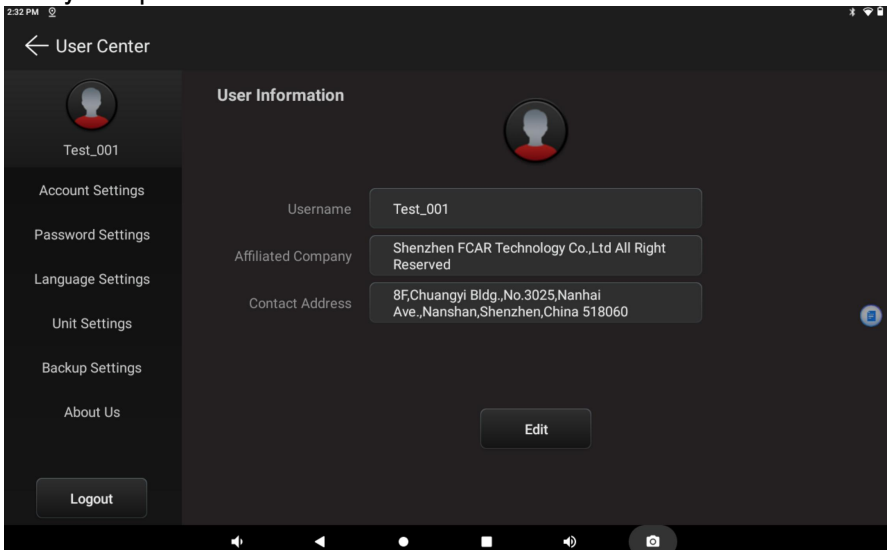 2:32 PM
User Center
Test_001
Account Settings
Password Settings
Language Settings
Unit Settings
Backup Settings
About Us
Logout
User Information
Username
Test_001
Affiliated Company
Shenzhen FCAR Technology Co.,Ltd All Right
Reserved
Contact Address
8F,Chuangyi Bldg.,No.3025,Nanhai
Ave.,Nanshan,Shenzhen,China 518060
Edit